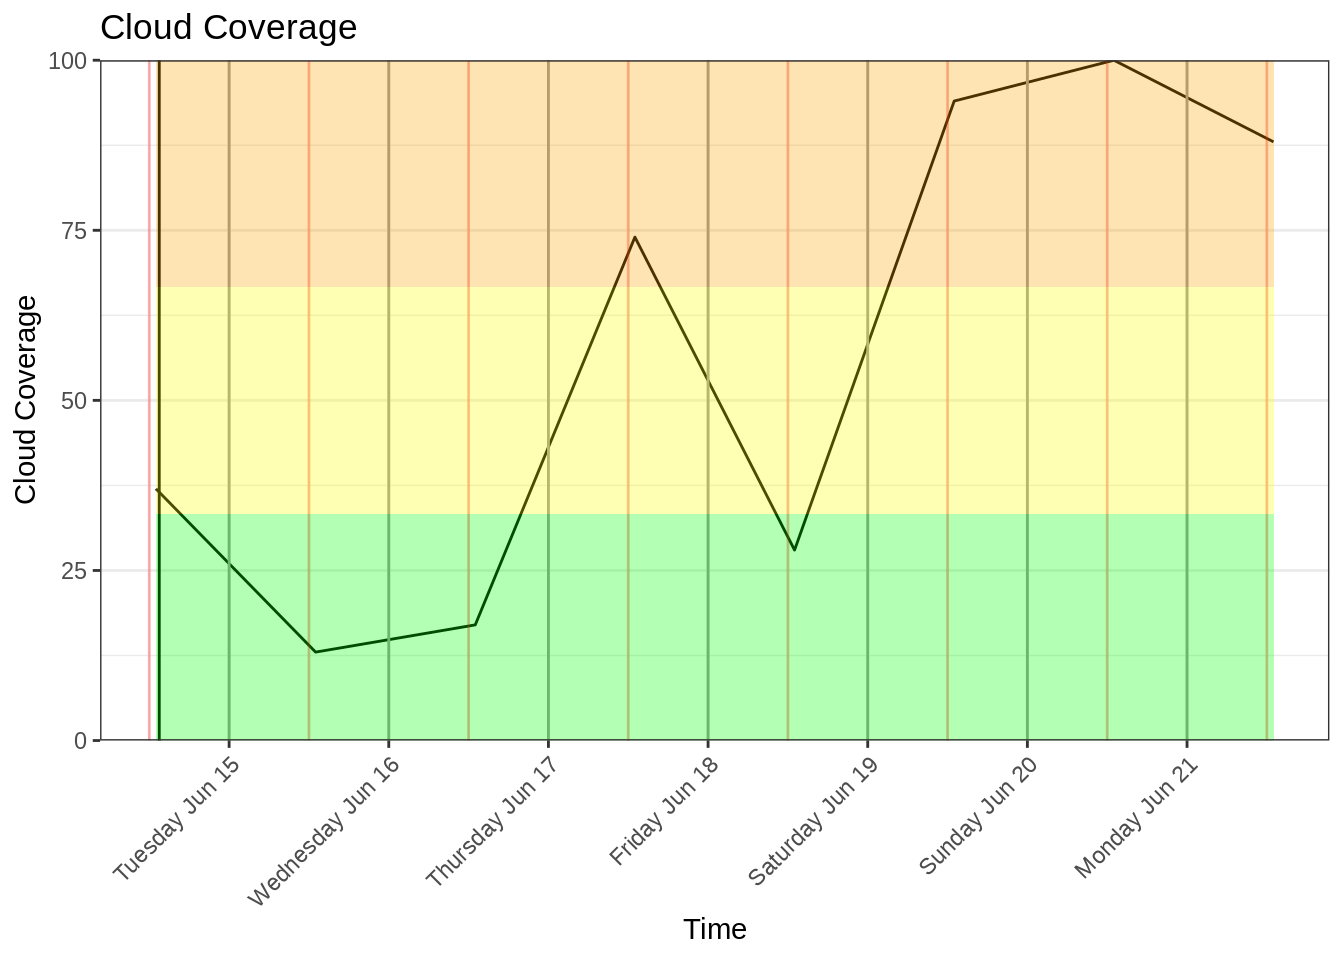 Cloud Coverage
100
75
50
25
0
Cloud Coverage
Tuesday Jun 15
Wednesday Jun 16
Thursday Jun 17
Friday Jun 18
Saturday Jun 19
Sunday Jun 20
Monday Jun 21
Time